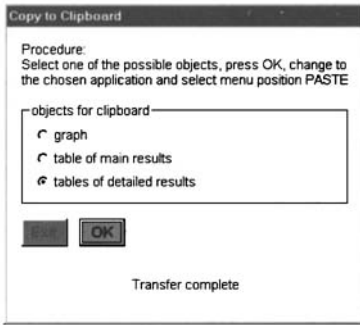 Copy to Clipboard
Procedure:
Select one of the possible objects, press OK, change to
the chosen application and select menu position PASTE
objects for clipboard
graph
table of main results
tables of detailed results
Exit
OK
Transfer complete